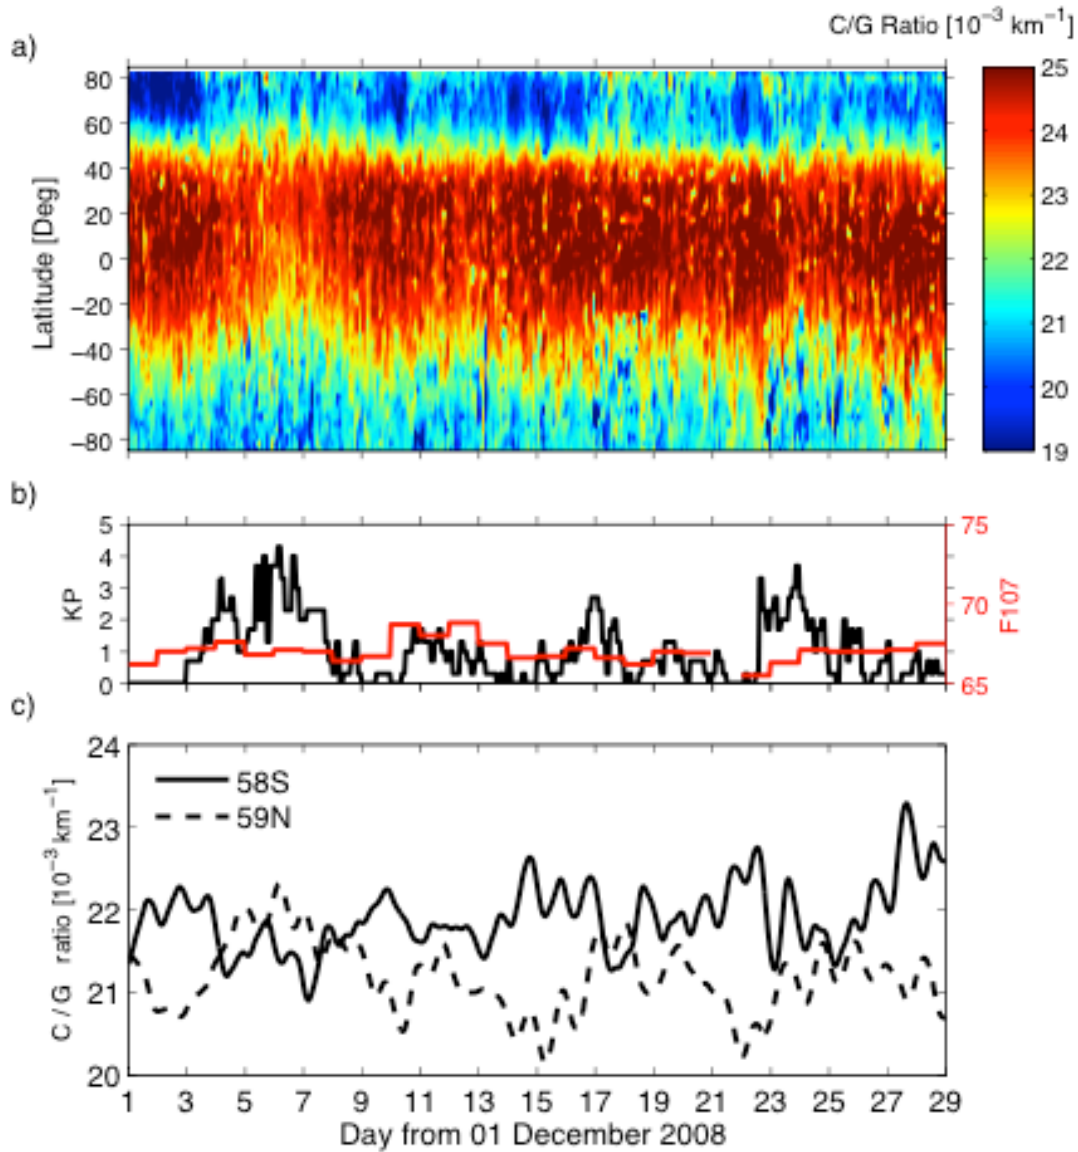 C/G Ratio [10⁻³ km⁻¹]
a)
80
60
40
20
0
−20
−40
−60
−80
Latitude [Deg]
25
24
23
22
21
20
19
b)
5
4
3
2
1
0
KP
75
70
65
F107
c)
24
23
22
21
20
C / G ratio [10⁻³ km⁻¹]
58S
59N
1 3 5 7 9 11 13 15 17 19 21 23 25 27 29
Day from 01 December 2008